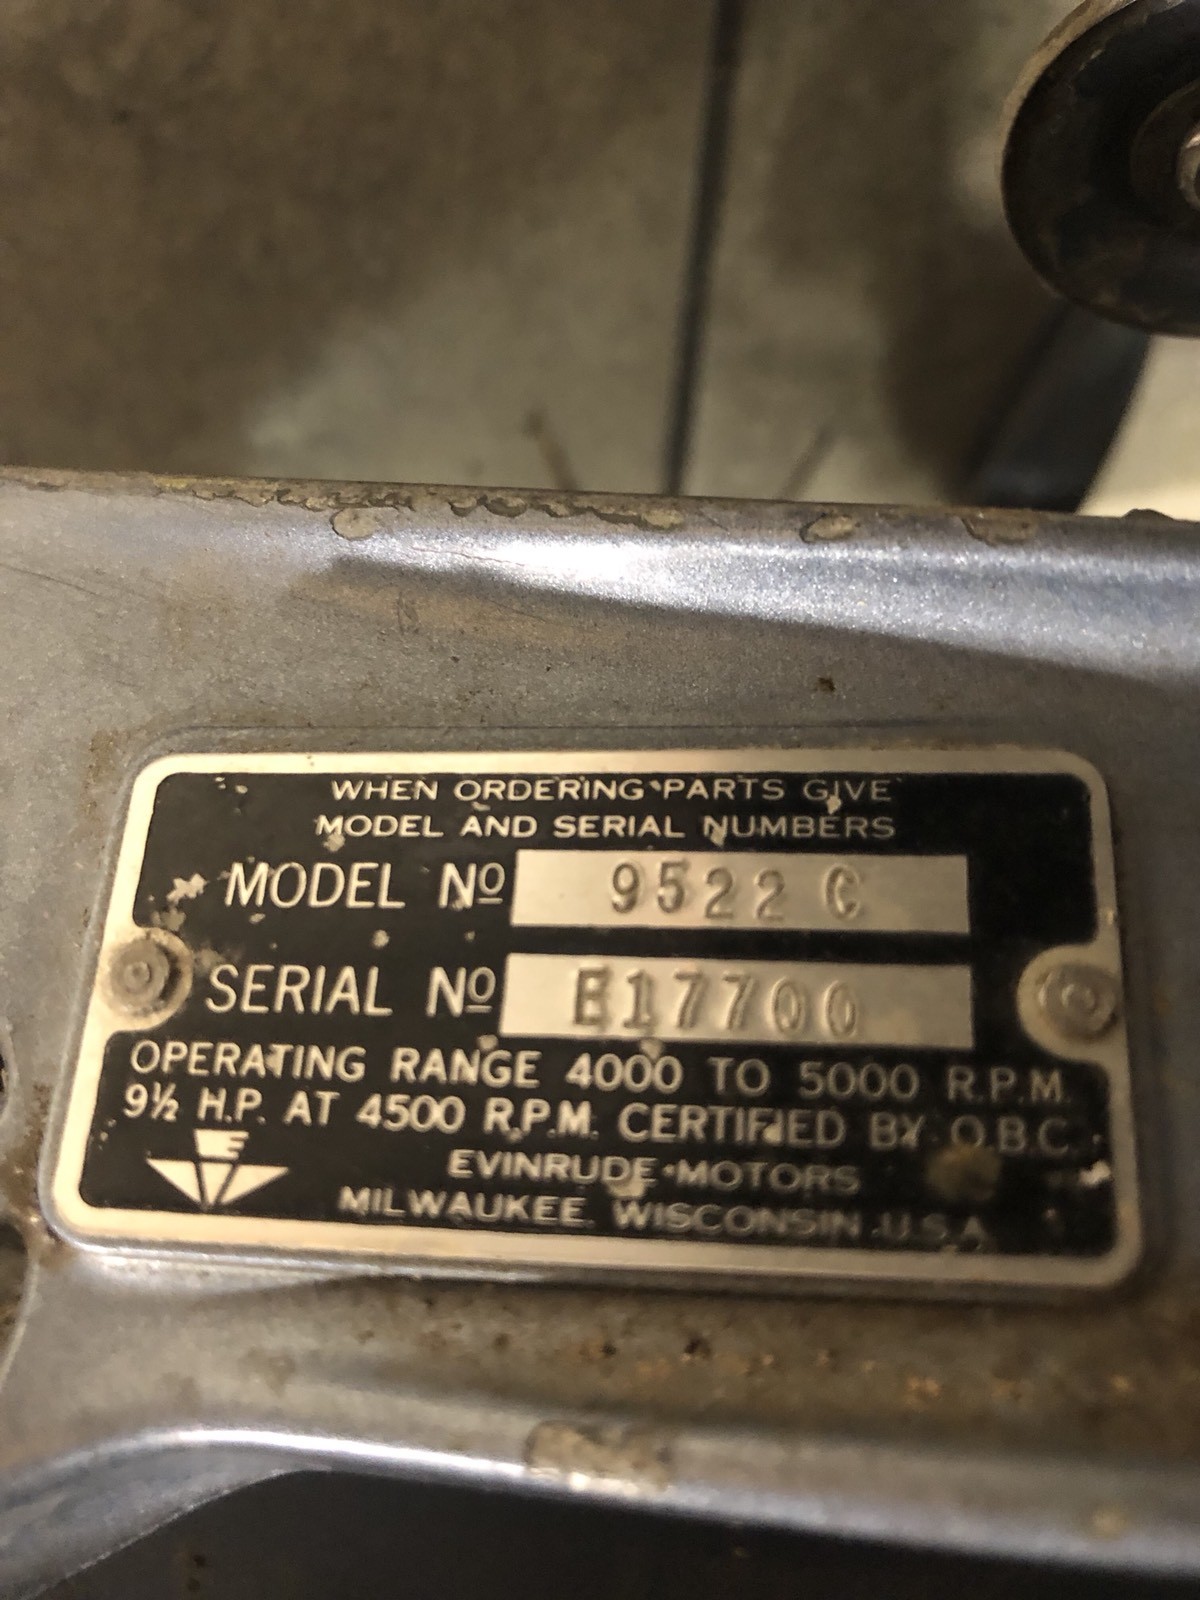 WHEN ORDERING PARTS GIVE
MODEL AND SERIAL NUMBERS
MODEL Nº 9522 C
SERIAL Nº E17700
OPERATING RANGE 4000 TO 5000 R.P.M.
9½ H.P. AT 4500 R.P.M. CERTIFIED BY O.B.C.
E
EVINRUDE MOTORS
MILWAUKEE, WISCONSIN U.S.A.